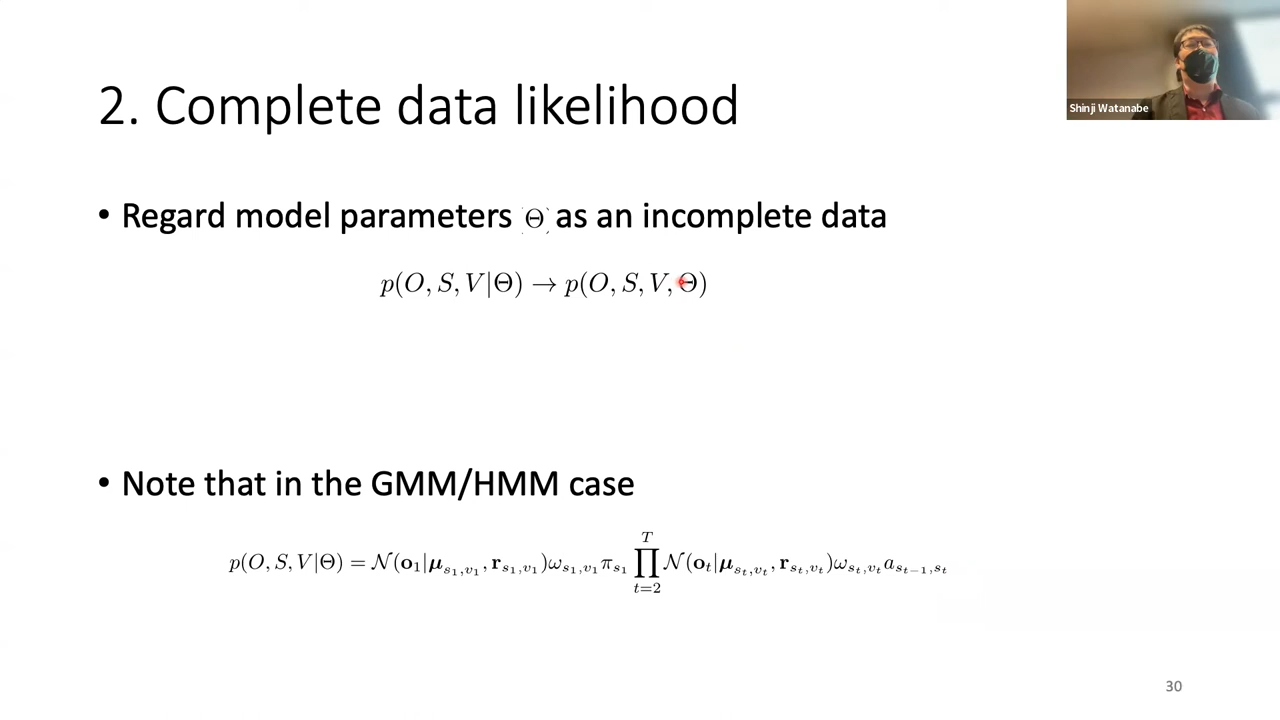 Shinji Watanabe
2. Complete data likelihood
• Regard model parameters Θ as an incomplete data
p(O, S, V|Θ) → p(O, S, V, Θ)
• Note that in the GMM/HMM case
p(O, S, V|Θ) = 𝒩(o₁|μ_{s₁,v₁}, r_{s₁,v₁})ω_{s₁,v₁}π_{s₁} ∏_{t=2}^{T} 𝒩(o_t|μ_{s_t,v_t}, r_{s_t,v_t})ω_{s_t,v_t}a_{s_{t−1},s_t}
30